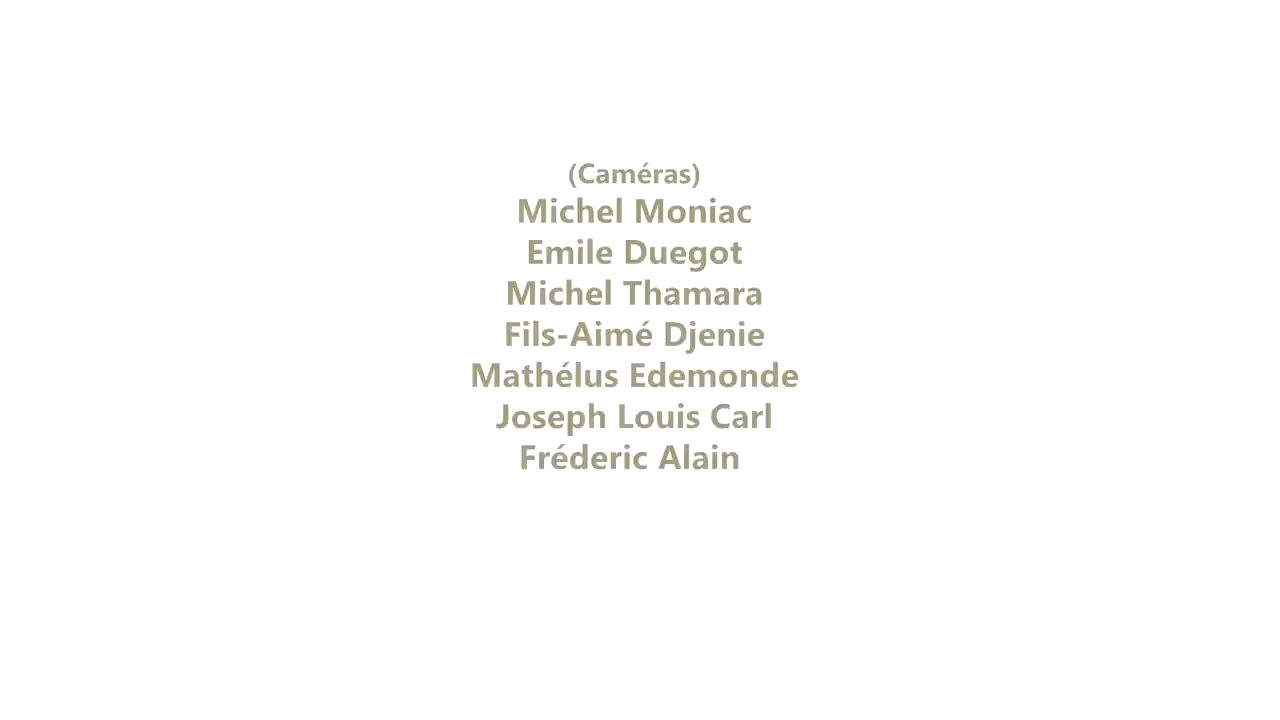 (Caméras)
Michel Moniac
Emile Duegot
Michel Thamara
Fils-Aimé Djenie
Mathélus Edemonde
Joseph Louis Carl
Fréderic Alain